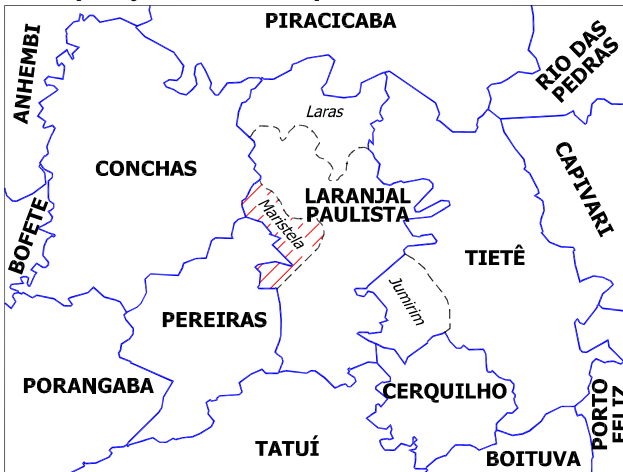 PIRACICABA
ANHEMBI
RIO DAS
PEDRAS
Laras
CONCHAS
CAPIVARI
LARANJAL
PAULISTA
Maristela
BOFETE
TIETÊ
Jumirim
PEREIRAS
PORANGABA
CERQUILHO
PORTO
FELIZ
TATUÍ
BOITUVA